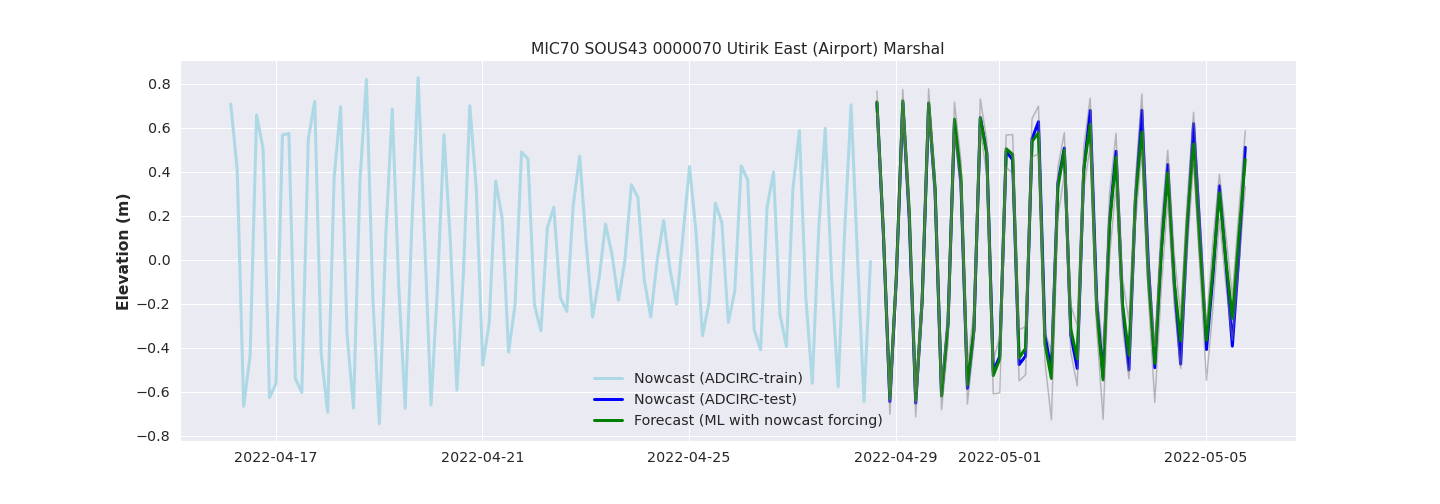 MIC70 SOUS43 0000070 Utirik East (Airport) Marshal
Elevation (m)
0.8
0.6
0.4
0.2
0.0
−0.2
−0.4
−0.6
−0.8
Nowcast (ADCIRC-train)
Nowcast (ADCIRC-test)
Forecast (ML with nowcast forcing)
2022-04-17 2022-04-21 2022-04-25 2022-04-29 2022-05-01 2022-05-05